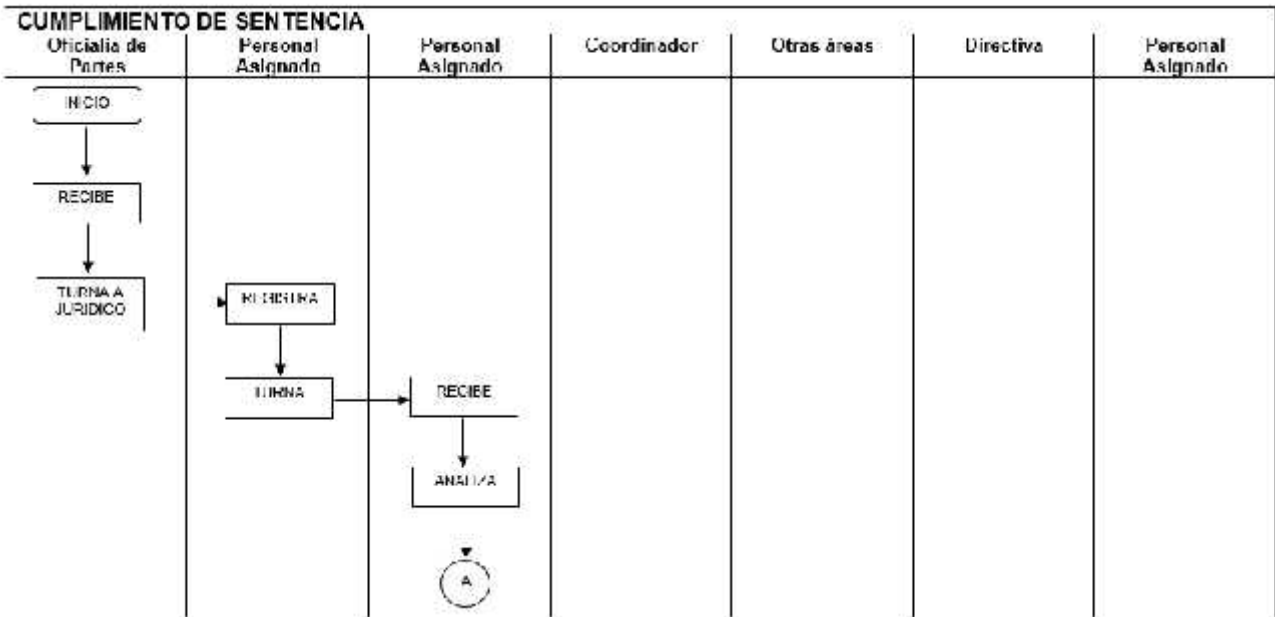 CUMPLIMIENTO DE SENTENCIA
Oficialia de
Partes
Personal
Asignado
Personal
Asignado
Coordinador
Otras áreas
Directiva
Personal
Asignado
INICIO
RECIBE
TURNA A
JURIDICO
REGISTRA
TURNA
RECIBE
ANALIZA
A